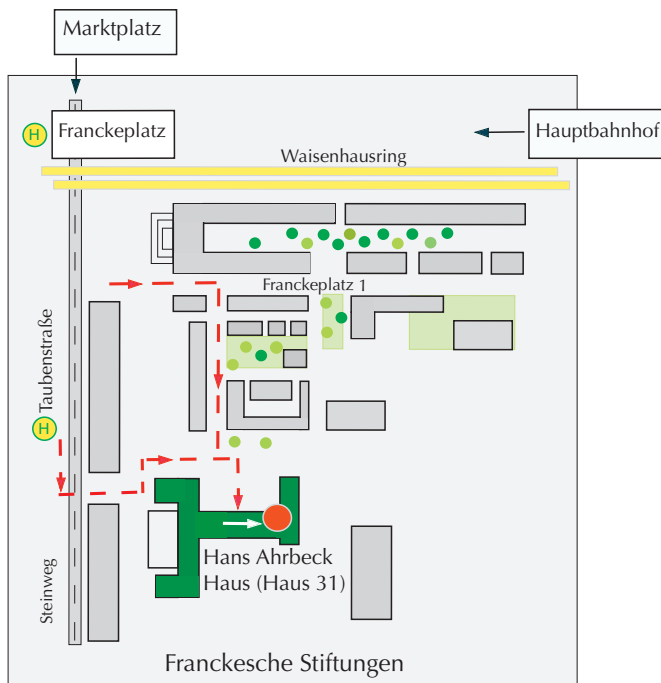 Marktplatz
H
Franckeplatz
Hauptbahnhof
Waisenhausring
Franckeplatz 1
Taubenstraße
H
Hans Ahrbeck
Haus (Haus 31)
Steinweg
Franckesche Stiftungen